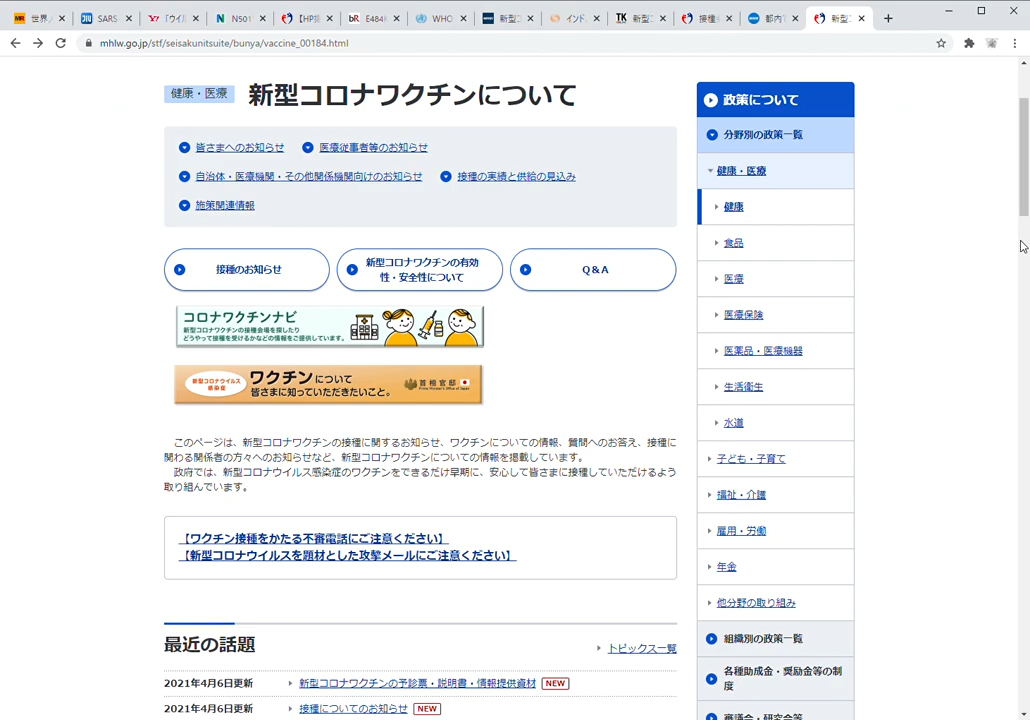 世界ノ
SARS
「ウイル
N501
【HP掲
E484K
WHO
新型コ
インド
新型コ
接種き
都内で
新型コ
mhlw.go.jp/stf/seisakunitsuite/bunya/vaccine_00184.html
健康・医療
新型コロナワクチンについて
皆さまへのお知らせ 医療従事者等のお知らせ
自治体・医療機関・その他関係機関向けのお知らせ 接種の実績と供給の見込み
施策関連情報
接種のお知らせ
新型コロナワクチンの有効
性・安全性について
Q&A
コロナワクチンナビ
新型コロナワクチンの接種会場を探したり
どうやって接種を受けるかなどの情報をご提供しています。
新型コロナウイルス
感染症
ワクチンについて
皆さまに知っていただきたいこと。
首相官邸
Prime Minister's Office of Japan
このページは、新型コロナワクチンの接種に関するお知らせ、ワクチンについての情報、質問へのお答え、接種に
関わる関係者の方々へのお知らせなど、新型コロナワクチンについての情報を掲載しています。
政府では、新型コロナウイルス感染症のワクチンをできるだけ早期に、安心して皆さまに接種していただけるよう
取り組んでいます。
【ワクチン接種をかたる不審電話にご注意ください】
【新型コロナウイルスを題材とした攻撃メールにご注意ください】
最近の話題
トピックス一覧
2021年4月6日更新 新型コロナワクチンの予診票・説明書・情報提供資材 NEW
2021年4月6日更新 接種についてのお知らせ NEW
政策について
分野別の政策一覧
健康・医療
健康
食品
医療
医療保険
医薬品・医療機器
生活衛生
水道
子ども・子育て
福祉・介護
雇用・労働
年金
他分野の取り組み
組織別の政策一覧
各種助成金・奨励金等の制
度
審議会・研究会等